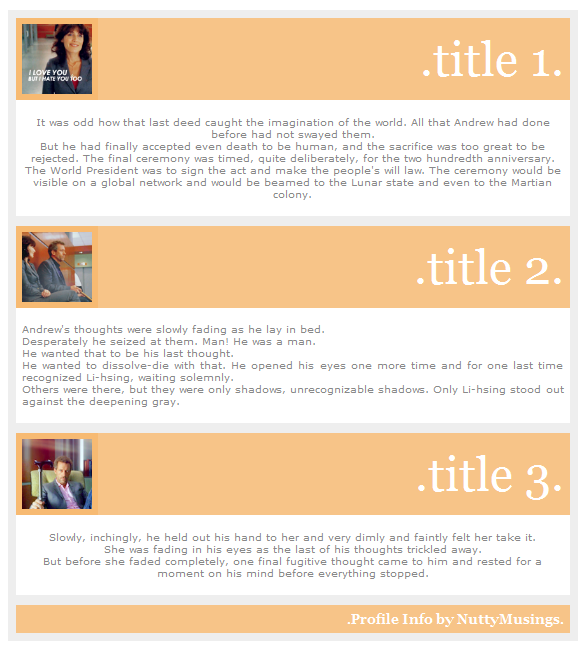 I LOVE YOU
BUT I HATE YOU TOO
.title 1.
It was odd how that last deed caught the imagination of the world. All that Andrew had done
before had not swayed them.
But he had finally accepted even death to be human, and the sacrifice was too great to be
rejected. The final ceremony was timed, quite deliberately, for the two hundredth anniversary.
The World President was to sign the act and make the people's will law. The ceremony would be
visible on a global network and would be beamed to the Lunar state and even to the Martian
colony.
.title 2.
Andrew's thoughts were slowly fading as he lay in bed.
Desperately he seized at them. Man! He was a man.
He wanted that to be his last thought.
He wanted to dissolve-die with that. He opened his eyes one more time and for one last time
recognized Li-hsing, waiting solemnly.
Others were there, but they were only shadows, unrecognizable shadows. Only Li-hsing stood out
against the deepening gray.
.title 3.
Slowly, inchingly, he held out his hand to her and very dimly and faintly felt her take it.
She was fading in his eyes as the last of his thoughts trickled away.
But before she faded completely, one final fugitive thought came to him and rested for a
moment on his mind before everything stopped.
.Profile Info by NuttyMusings.